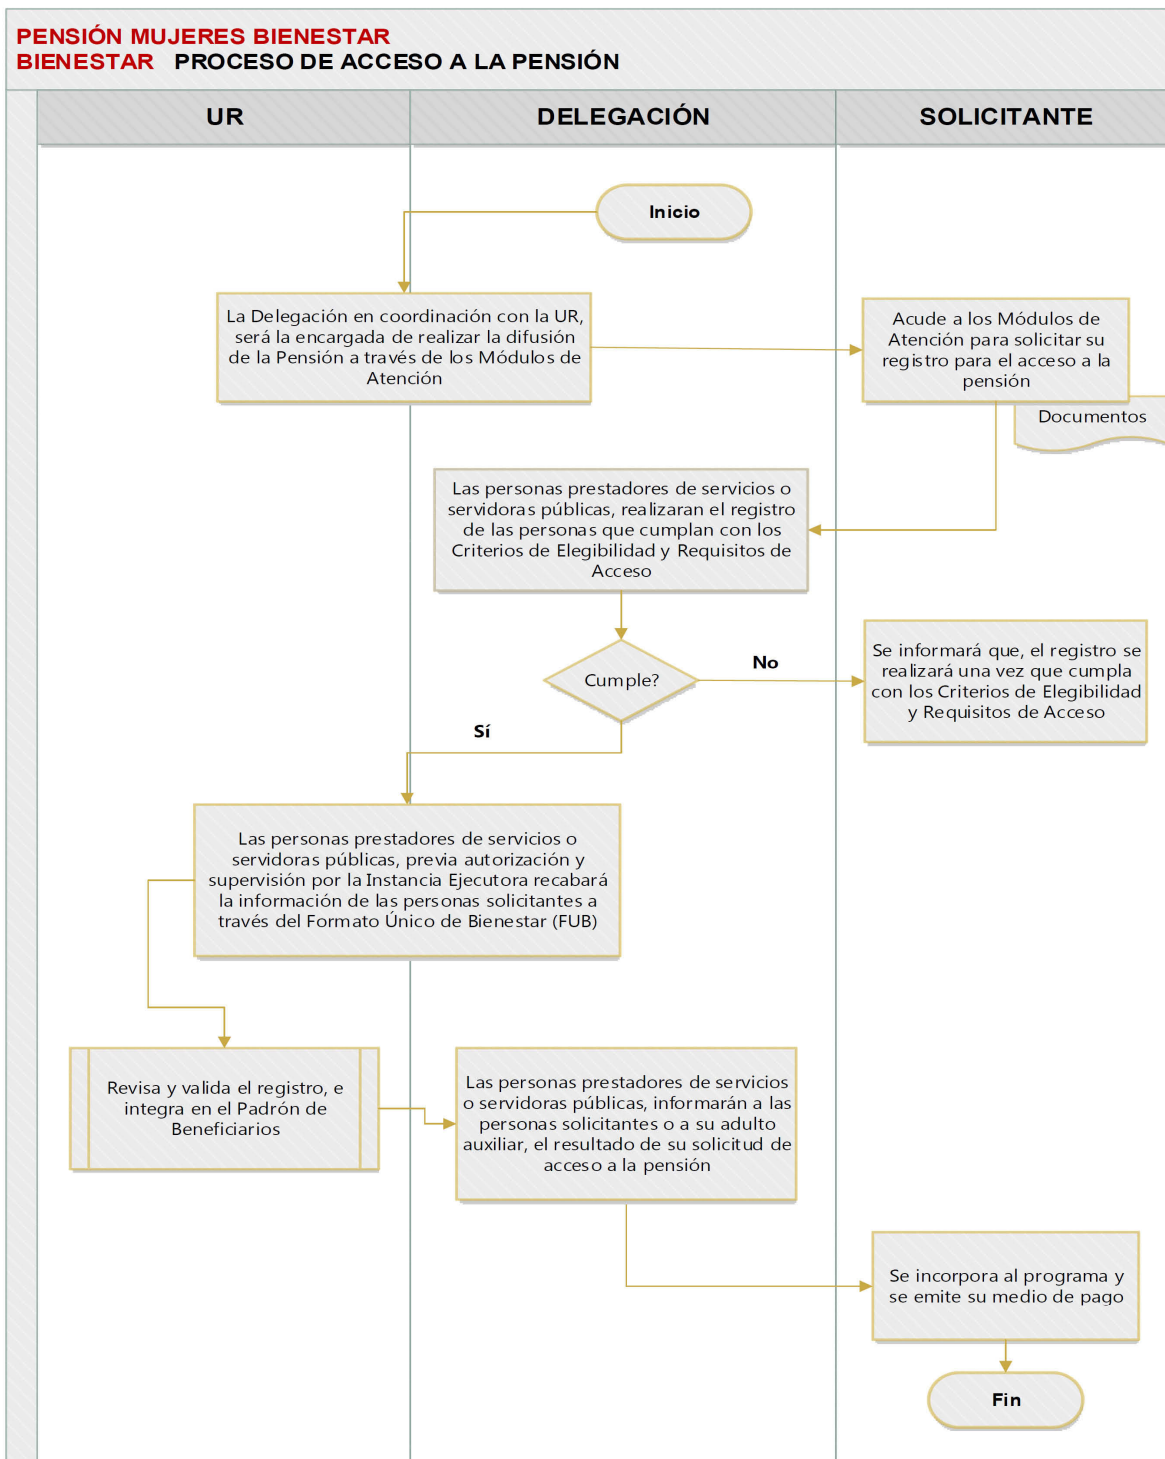 PENSIÓN MUJERES BIENESTAR
BIENESTAR PROCESO DE ACCESO A LA PENSIÓN
UR
DELEGACIÓN
SOLICITANTE
Inicio
La Delegación en coordinación con la UR,
será la encargada de realizar la difusión
de la Pensión a través de los Módulos de
Atención
Acude a los Módulos de
Atención para solicitar su
registro para el acceso a la
pensión
Documentos
Las personas prestadores de servicios o
servidoras públicas, realizaran el registro
de las personas que cumplan con los
Criterios de Elegibilidad y Requisitos de
Acceso
Cumple?
No
Se informará que, el registro se
realizará una vez que cumpla
con los Criterios de Elegibilidad
y Requisitos de Acceso
Sí
Las personas prestadores de servicios o
servidoras públicas, previa autorización y
supervisión por la Instancia Ejecutora recabará
la información de las personas solicitantes a
través del Formato Único de Bienestar (FUB)
Revisa y valida el registro, e
integra en el Padrón de
Beneficiarios
Las personas prestadores de servicios
o servidoras públicas, informarán a las
personas solicitantes o a su adulto
auxiliar, el resultado de su solicitud de
acceso a la pensión
Se incorpora al programa y
se emite su medio de pago
Fin